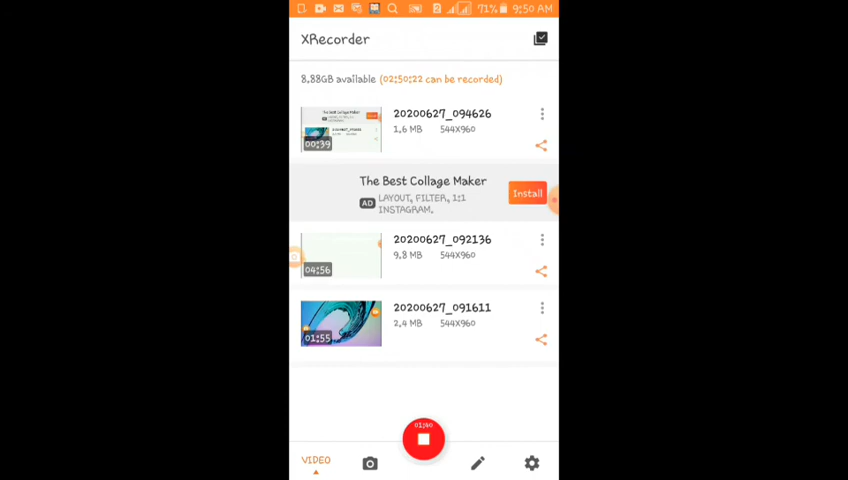 71% 9:50 AM
XRecorder
8.88GB available (02:50:22 can be recorded)
20200627_094626
1.6 MB 544X960
00:39
The Best Collage Maker
AD LAYOUT, FILTER, 1:1
INSTAGRAM.
Install
20200627_092136
9.8 MB 544X960
04:56
20200627_091611
2.4 MB 544X960
01:55
01:40
VIDEO